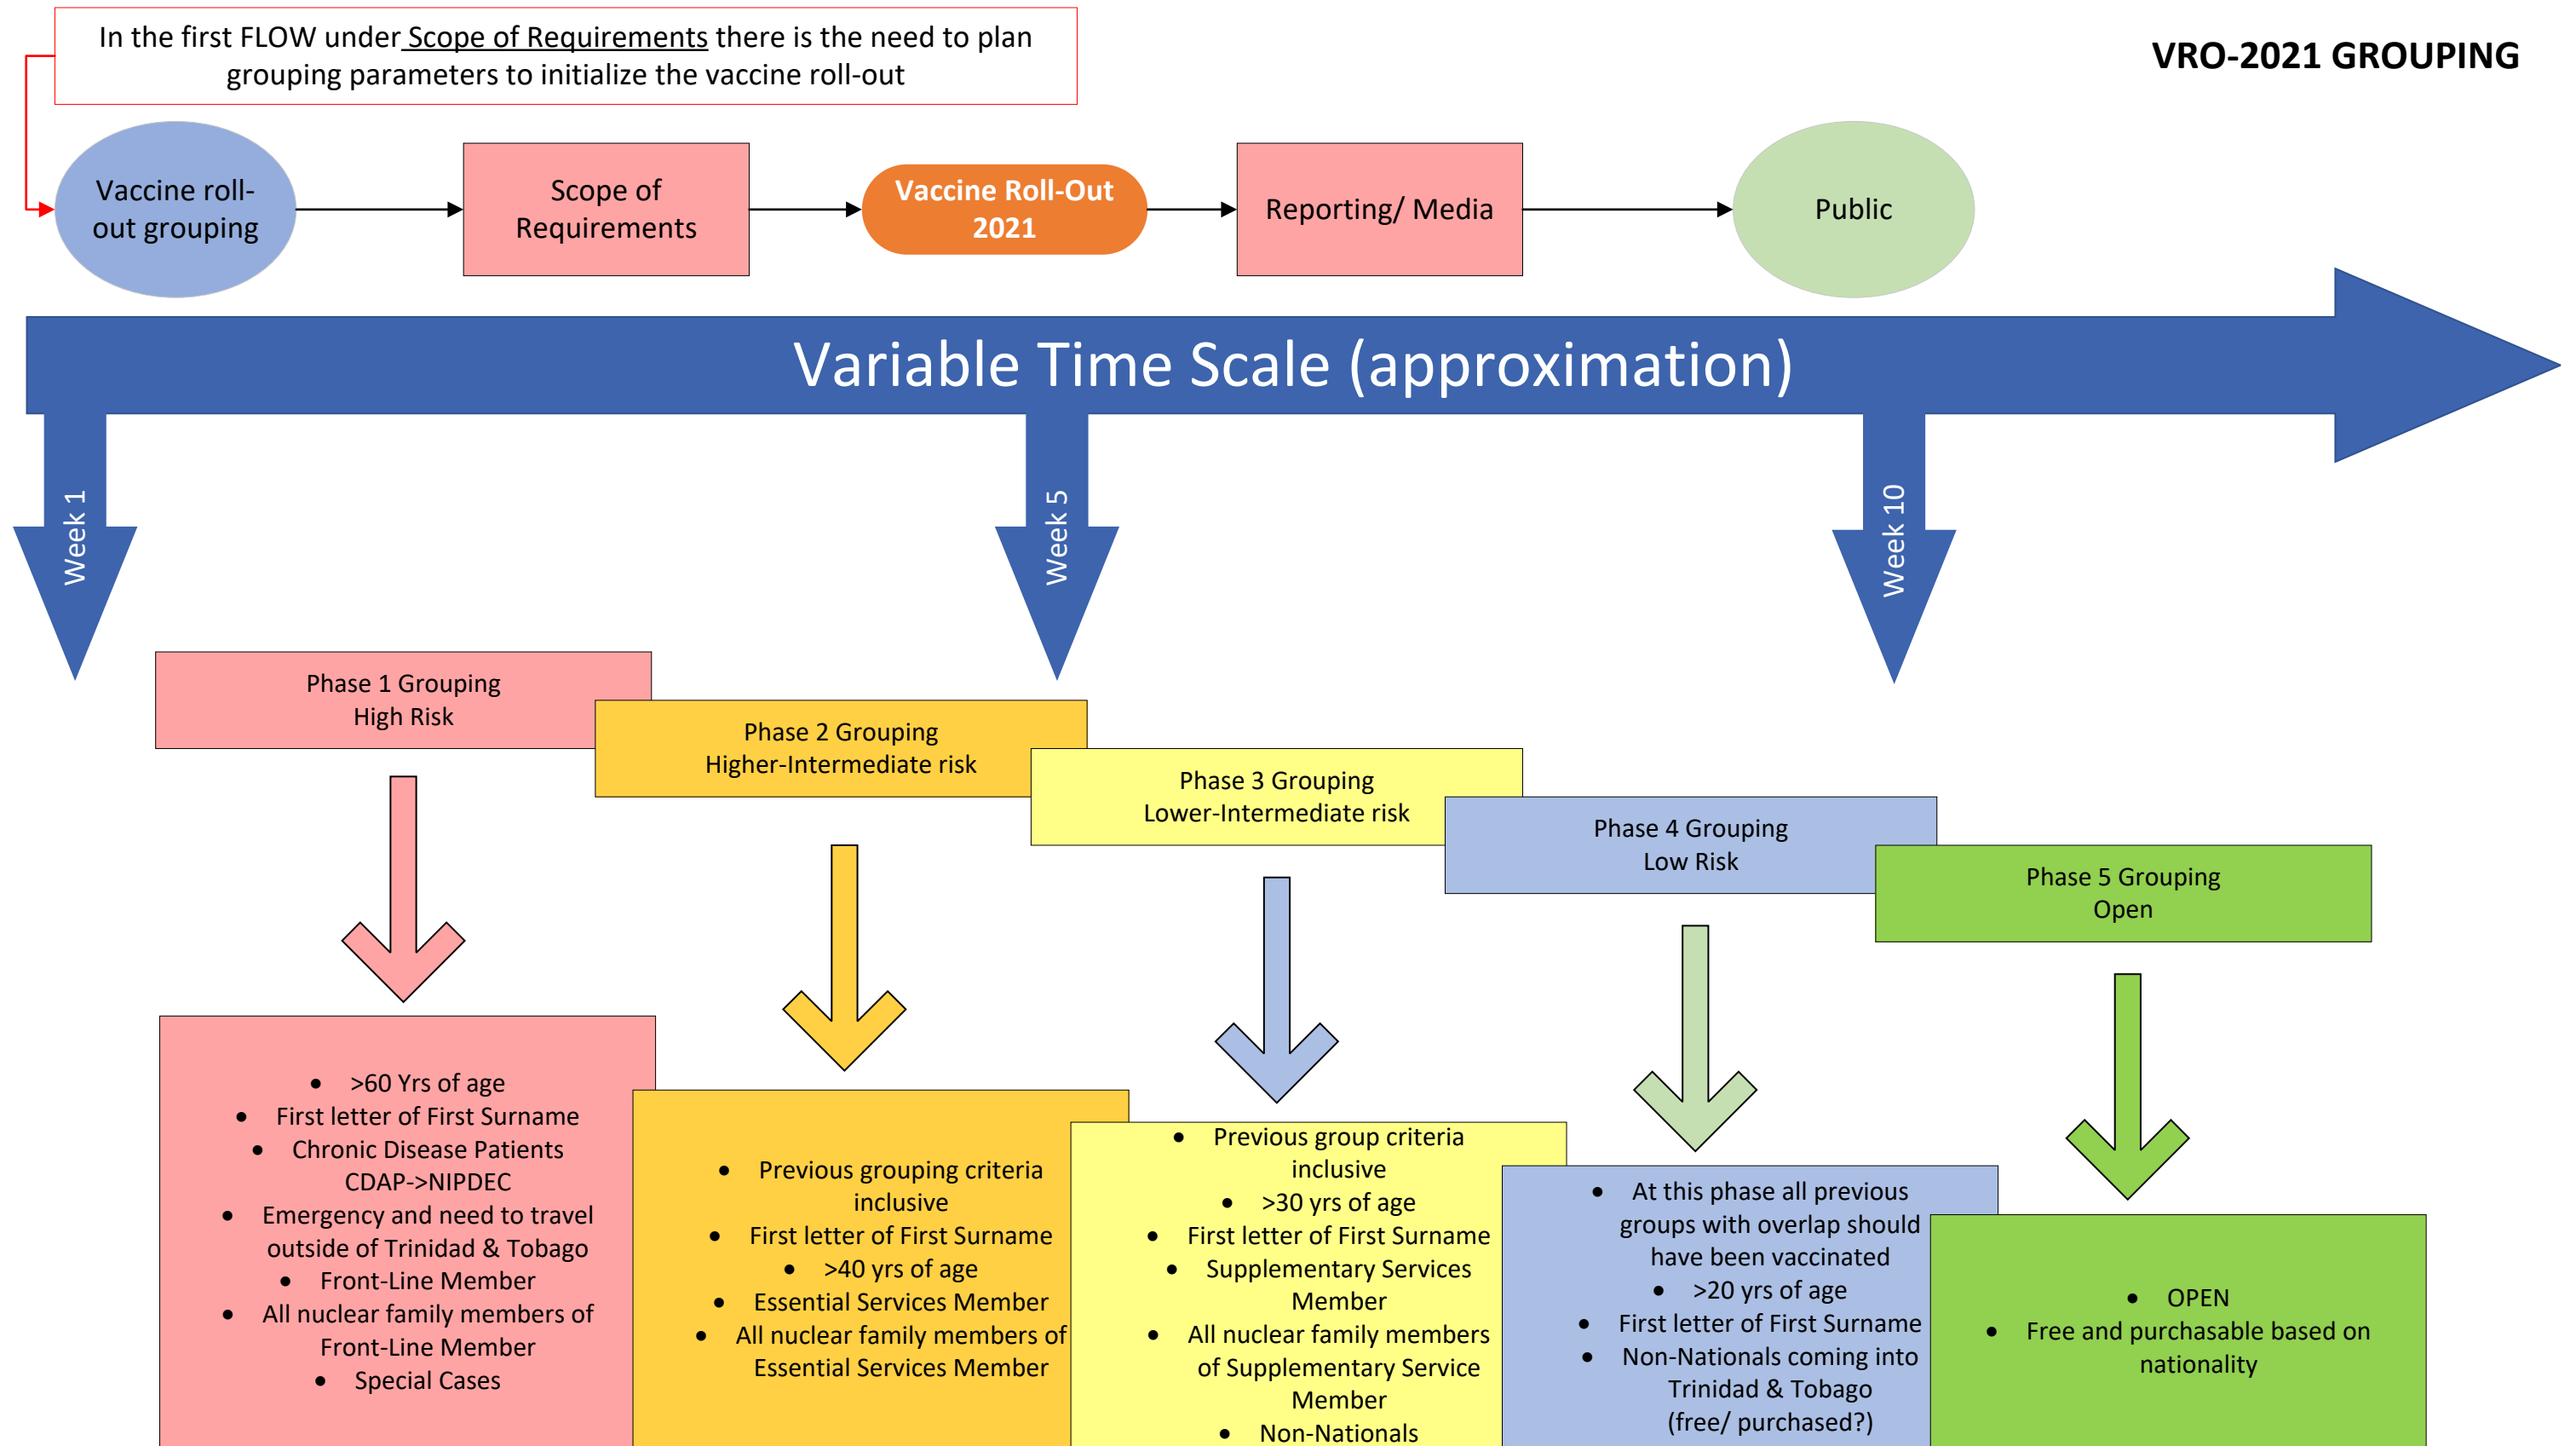 In the first FLOW under Scope of Requirements there is the need to plan
grouping parameters to initialize the vaccine roll-out
VRO-2021 GROUPING
Vaccine roll-
out grouping
Scope of
Requirements
Vaccine Roll-Out
2021
Reporting/ Media
Public
Variable Time Scale (approximation)
Week 1
Week 5
Week 10
Phase 1 Grouping
High Risk
Phase 2 Grouping
Higher-Intermediate risk
Phase 3 Grouping
Lower-Intermediate risk
Phase 4 Grouping
Low Risk
Phase 5 Grouping
Open
• >60 Yrs of age
• First letter of First Surname
• Chronic Disease Patients
CDAP->NIPDEC
• Emergency and need to travel
outside of Trinidad & Tobago
• Front-Line Member
• All nuclear family members of
Front-Line Member
• Special Cases
• Previous grouping criteria
inclusive
• First letter of First Surname
• >40 yrs of age
• Essential Services Member
• All nuclear family members of
Essential Services Member
• Previous group criteria
inclusive
• >30 yrs of age
• First letter of First Surname
• Supplementary Services
Member
• All nuclear family members
of Supplementary Service
Member
• Non-Nationals
• At this phase all previous
groups with overlap should
have been vaccinated
• >20 yrs of age
• First letter of First Surname
• Non-Nationals coming into
Trinidad & Tobago
(free/ purchased?)
• OPEN
• Free and purchasable based on
nationality